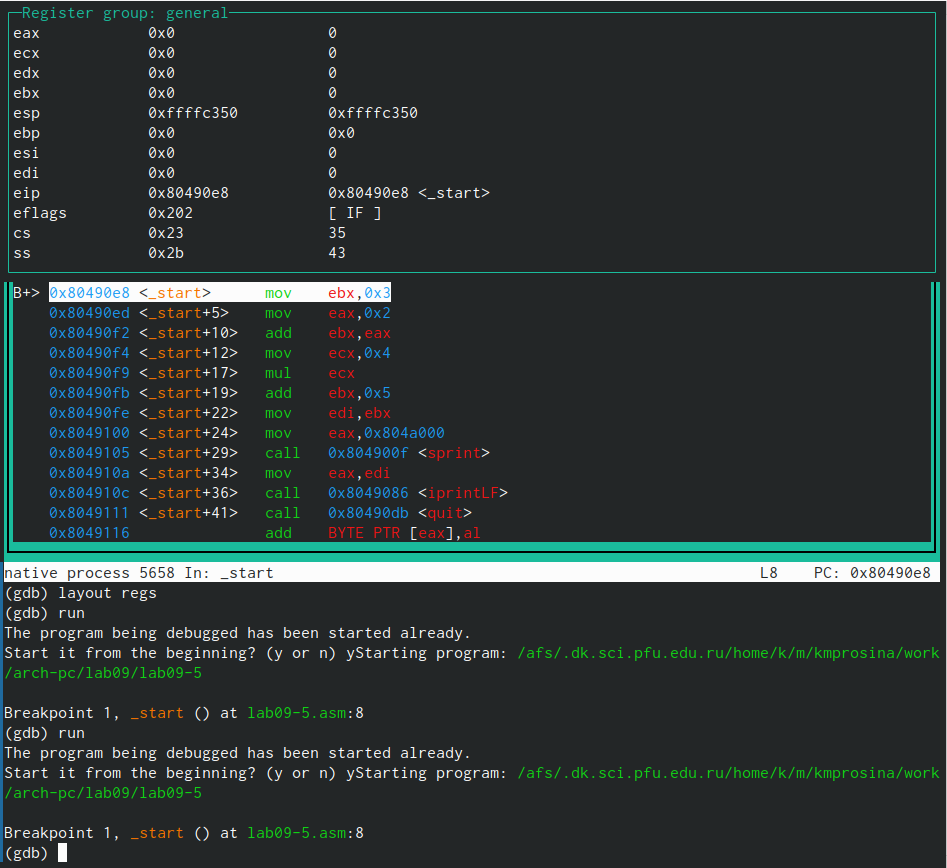 Register group: general
eax 0x0 0
ecx 0x0 0
edx 0x0 0
ebx 0x0 0
esp 0xffffc350 0xffffc350
ebp 0x0 0x0
esi 0x0 0
edi 0x0 0
eip 0x80490e8 0x80490e8 <_start>
eflags 0x202 [ IF ]
cs 0x23 35
ss 0x2b 43
B+> 0x80490e8 <_start> mov ebx,0x3
0x80490ed <_start+5> mov eax,0x2
0x80490f2 <_start+10> add ebx,eax
0x80490f4 <_start+12> mov ecx,0x4
0x80490f9 <_start+17> mul ecx
0x80490fb <_start+19> add ebx,0x5
0x80490fe <_start+22> mov edi,ebx
0x8049100 <_start+24> mov eax,0x804a000
0x8049105 <_start+29> call 0x804900f <sprint>
0x804910a <_start+34> mov eax,edi
0x804910c <_start+36> call 0x8049086 <iprintLF>
0x8049111 <_start+41> call 0x80490db <quit>
0x8049116 add BYTE PTR [eax],al
native process 5658 In: _start L8 PC: 0x80490e8
(gdb) layout regs
(gdb) run
The program being debugged has been started already.
Start it from the beginning? (y or n) yStarting program: /afs/.dk.sci.pfu.edu.ru/home/k/m/kmprosina/work
/arch-pc/lab09/lab09-5
Breakpoint 1, _start () at lab09-5.asm:8
(gdb) run
The program being debugged has been started already.
Start it from the beginning? (y or n) yStarting program: /afs/.dk.sci.pfu.edu.ru/home/k/m/kmprosina/work
/arch-pc/lab09/lab09-5
Breakpoint 1, _start () at lab09-5.asm:8
(gdb)